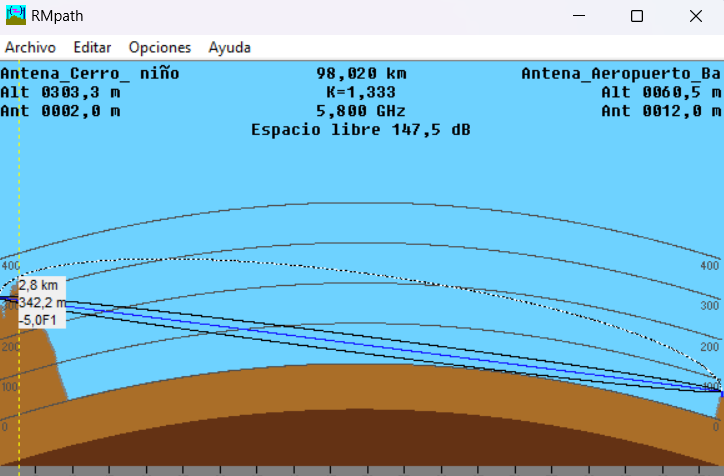 RMpath
Archivo Editar Opciones Ayuda
Antena_Cerro_ niño 98,020 km Antena_Aeropuerto_Ba
Alt 0303,3 m K=1,333 Alt 0060,5 m
Ant 0002,0 m 5,800 GHz Ant 0012,0 m
Espacio libre 147,5 dB
400 400
2,8 km
342,2 m
300 300
-5,0F1
200 200
100 100
0 0